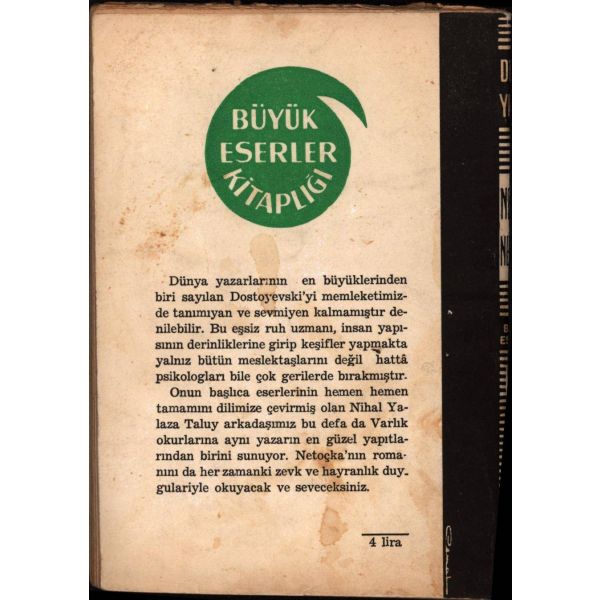 BÜYÜK
ESERLER
KİTAPLIĞI
Dünya yazarlarının en büyüklerinden
biri sayılan Dostoyevski'yi memleketimiz-
de tanımıyan ve sevmiyen kalmamıştır de-
nilebilir. Bu eşsiz ruh uzmanı, insan yapı-
sının derinliklerine girip keşifler yapmakta
yalnız bütün meslektaşlarını değil hattâ
psikologları bile çok gerilerde bırakmıştır.
Onun başlıca eserlerinin hemen hemen
tamamını dilimize çevirmiş olan Nihal Ya-
laza Taluy arkadaşımız bu defa da Varlık
okurlarına aynı yazarın en güzel yapıtla-
rından birini sunuyor. Netoçka'nın roma-
nını da her zamanki zevk ve hayranlık duy-
gulariyle okuyacak ve seveceksiniz.
4 lira